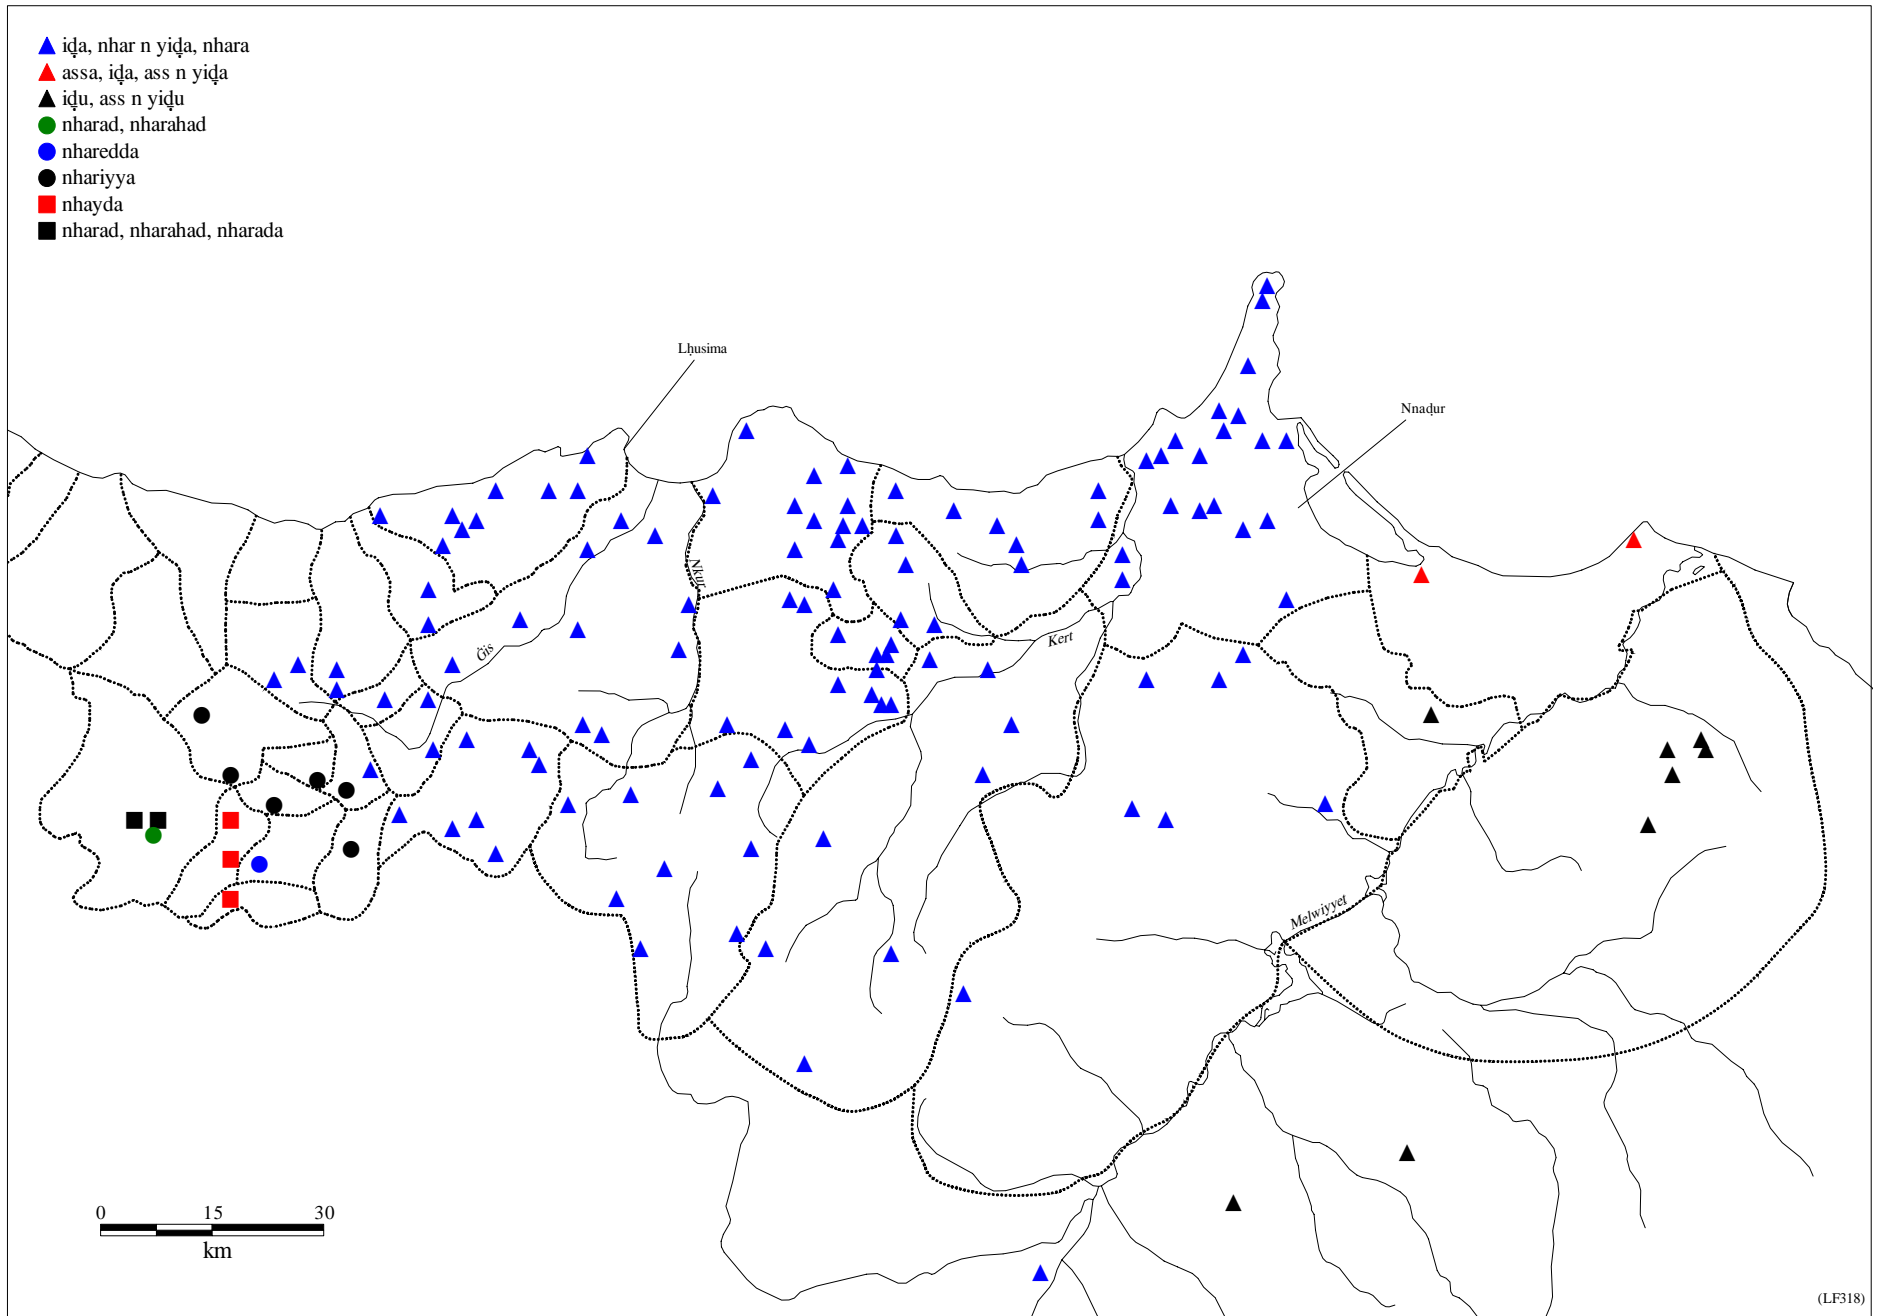 iḍa, nhar n yiḍa, nhara
assa, iḍa, ass n yiḍa
iḍu, ass n yiḍu
nharad, nharahad
nharedda
nhariyya
nhayda
nharad, nharahad, nharada
Lḥusima
Nnaḍur
Nkur
Ġis
Kert
Melwiyyet
0 15 30
km
(LF318)